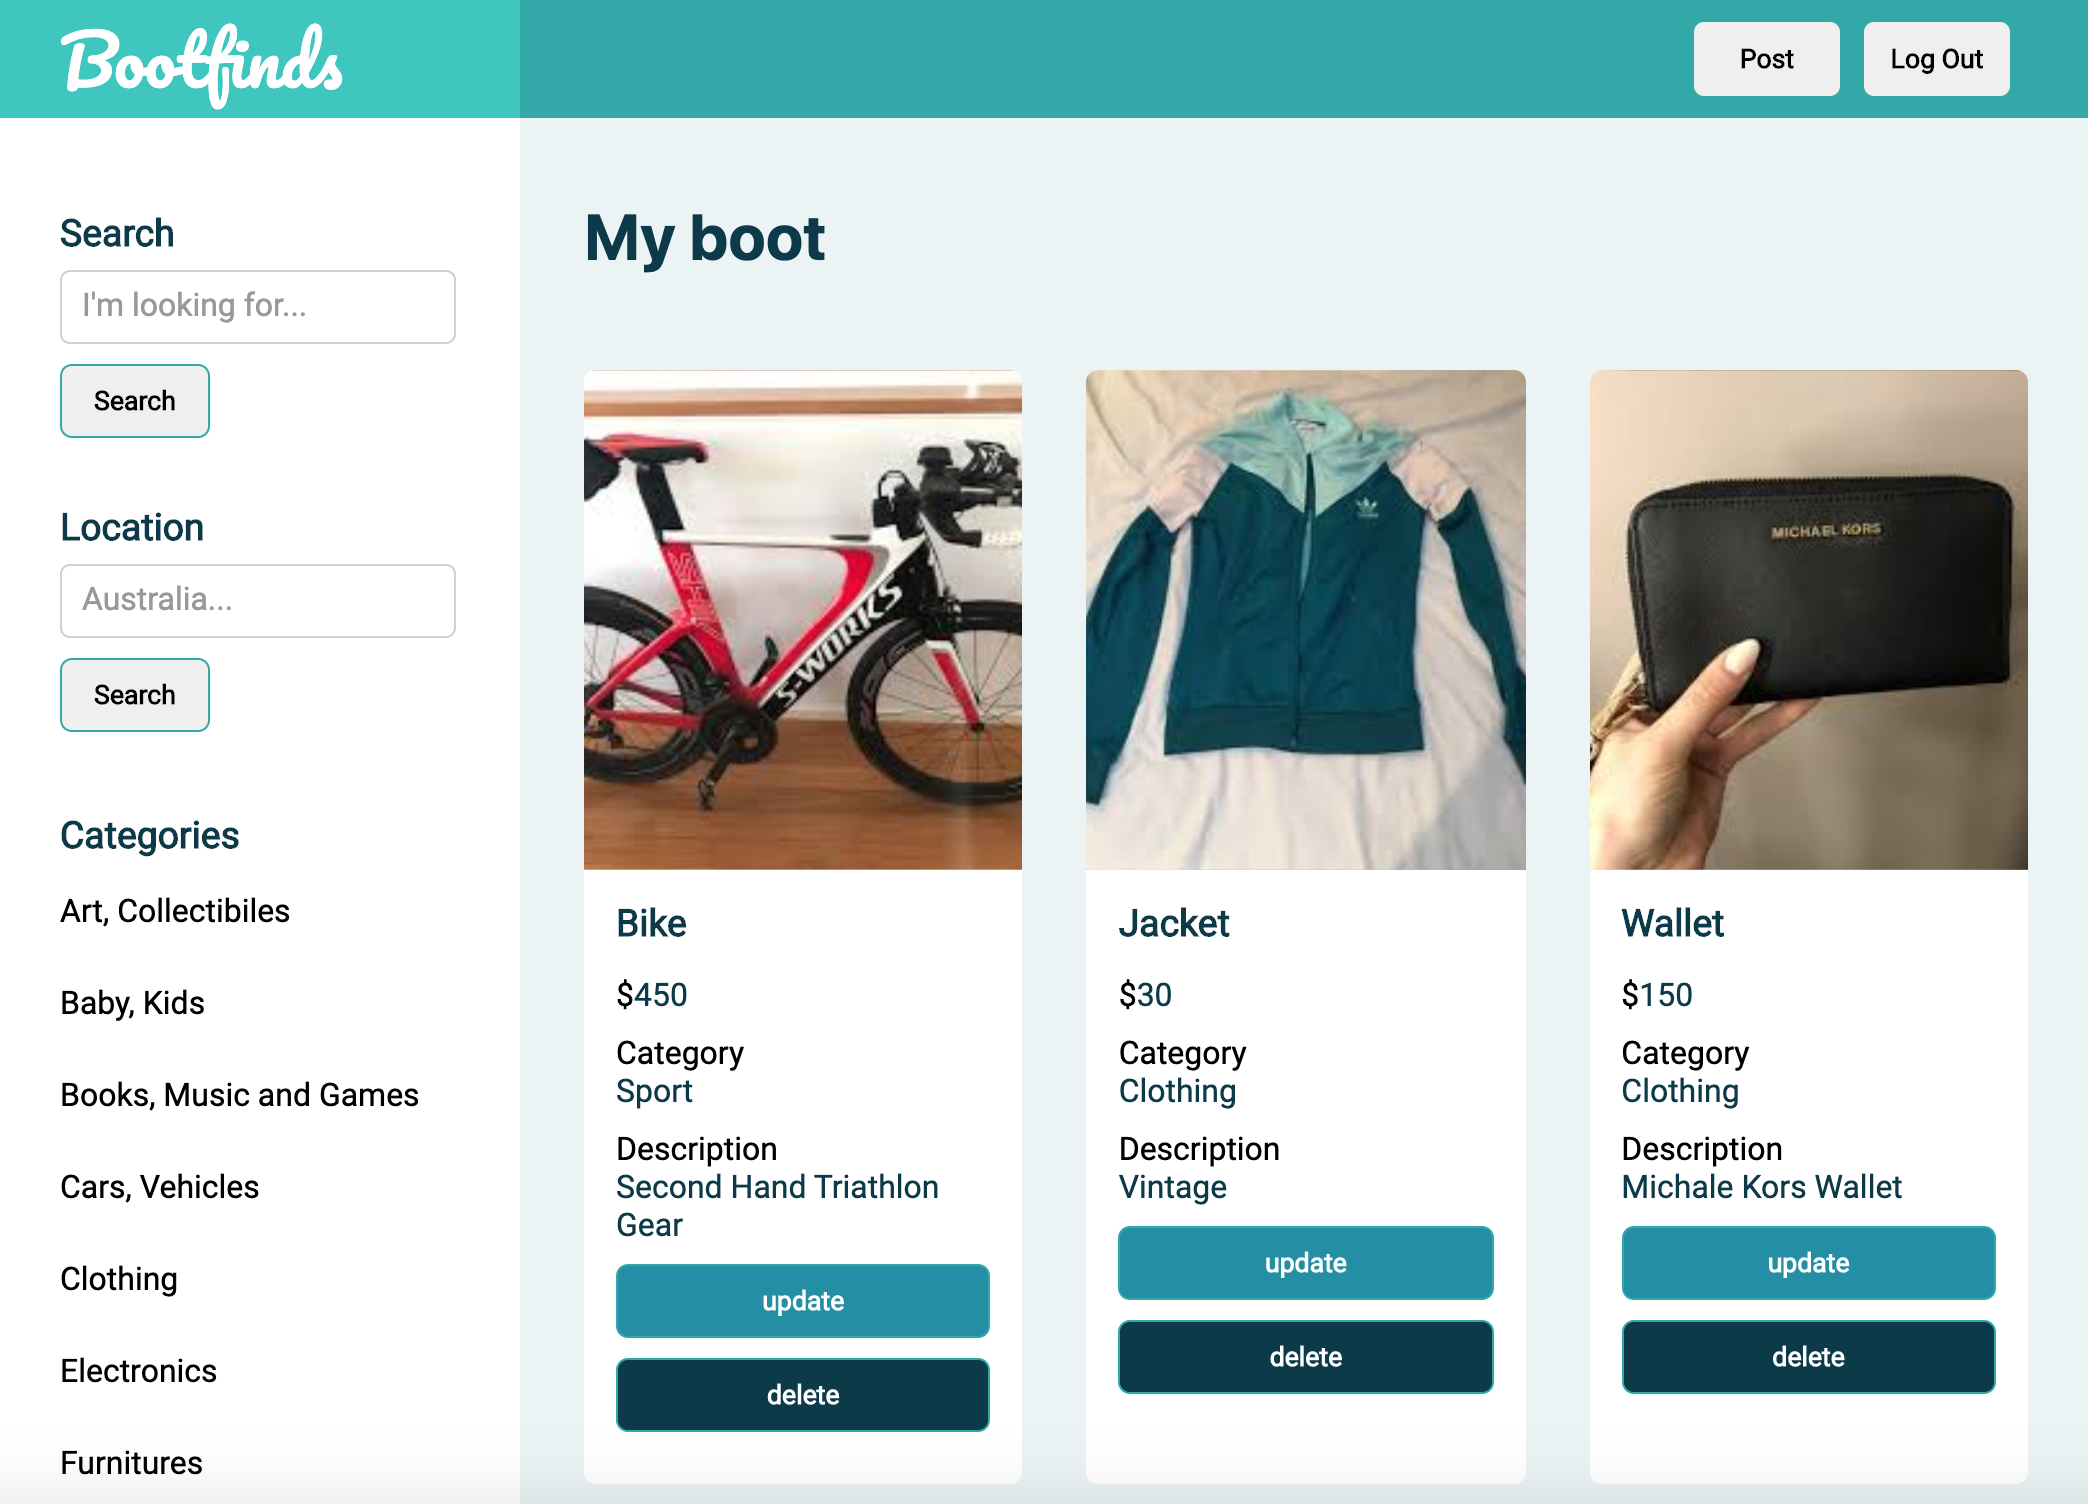 Bootfinds
Post
Log Out
Search
I'm looking for...
Search
Location
Australia...
Search
Categories
Art, Collectibiles
Baby, Kids
Books, Music and Games
Cars, Vehicles
Clothing
Electronics
Furnitures
My boot
S-WORKS
Bike
$450
Category
Sport
Description
Second Hand Triathlon
Gear
update
delete
Jacket
$30
Category
Clothing
Description
Vintage
update
delete
MICHAEL KORS
Wallet
$150
Category
Clothing
Description
Michale Kors Wallet
update
delete